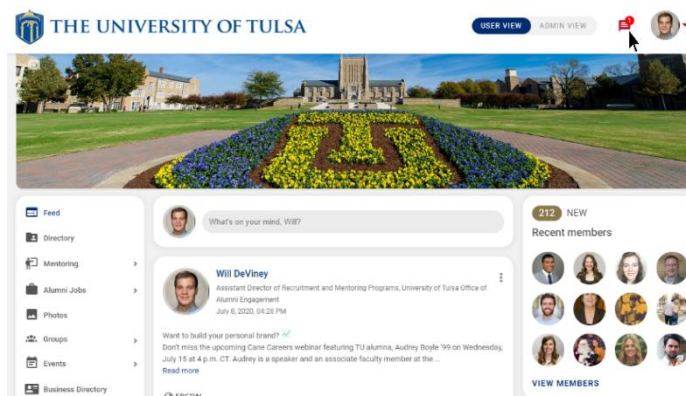 THE UNIVERSITY OF TULSA
USER VIEW
ADMIN VIEW
1
Feed
Directory
Mentoring
Alumni Jobs
Photos
Groups
Events
Business Directory
What's on your mind, Will?
Will DeViney
Assistant Director of Recruitment and Mentoring Programs, University of Tulsa Office of
Alumni Engagement
July 8, 2020, 04:28 PM
Want to build your personal brand?
Don't miss the upcoming Cane Careers webinar featuring TU alumna, Audrey Boyle '99 on Wednesday,
July 15 at 4 p.m. CT. Audrey is a speaker and an associate faculty member at the ...
Read more
212 NEW
Recent members
VIEW MEMBERS